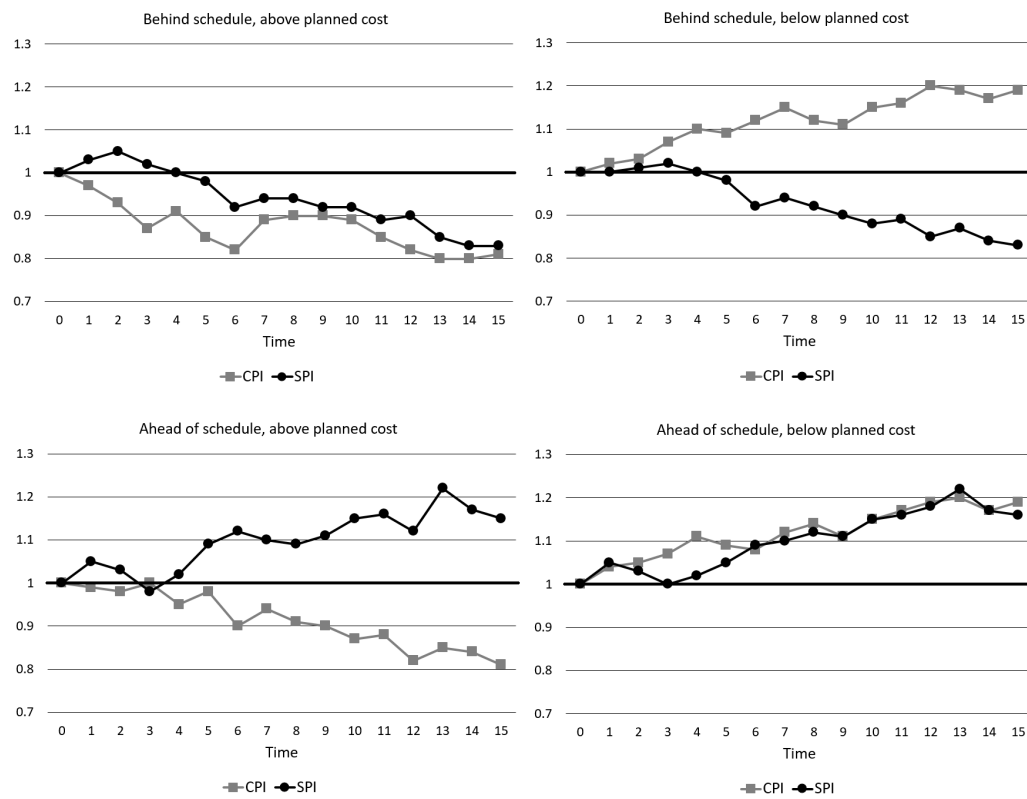 Behind schedule, above planned cost
1.3
1.2
1.1
1
0.9
0.8
0.7
0 1 2 3 4 5 6 7 8 9 10 11 12 13 14 15
Time
CPI SPI
Behind schedule, below planned cost
1.3
1.2
1.1
1
0.9
0.8
0.7
0 1 2 3 4 5 6 7 8 9 10 11 12 13 14 15
Time
CPI SPI
Ahead of schedule, above planned cost
1.3
1.2
1.1
1
0.9
0.8
0.7
0 1 2 3 4 5 6 7 8 9 10 11 12 13 14 15
Time
CPI SPI
Ahead of schedule, below planned cost
1.3
1.2
1.1
1
0.9
0.8
0.7
0 1 2 3 4 5 6 7 8 9 10 11 12 13 14 15
Time
CPI SPI